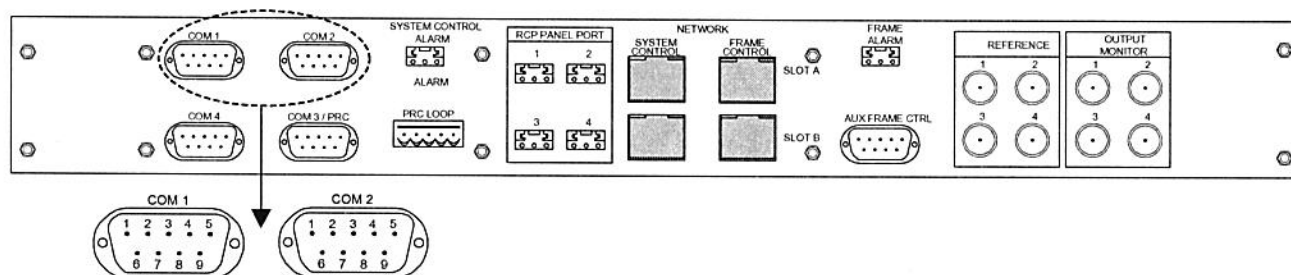 COM 1
COM 2
SYSTEM CONTROL
ALARM
ALARM
RCP PANEL PORT
1 2
3 4
NETWORK
SYSTEM
CONTROL
FRAME
CONTROL
SLOT A
SLOT B
FRAME
ALARM
REFERENCE
1 2
3 4
OUTPUT
MONITOR
1 2
3 4
COM 4
COM 3 / PRC
PRC LOOP
AUX FRAME CTRL
COM 1
1 2 3 4 5
6 7 8 9
COM 2
1 2 3 4 5
6 7 8 9